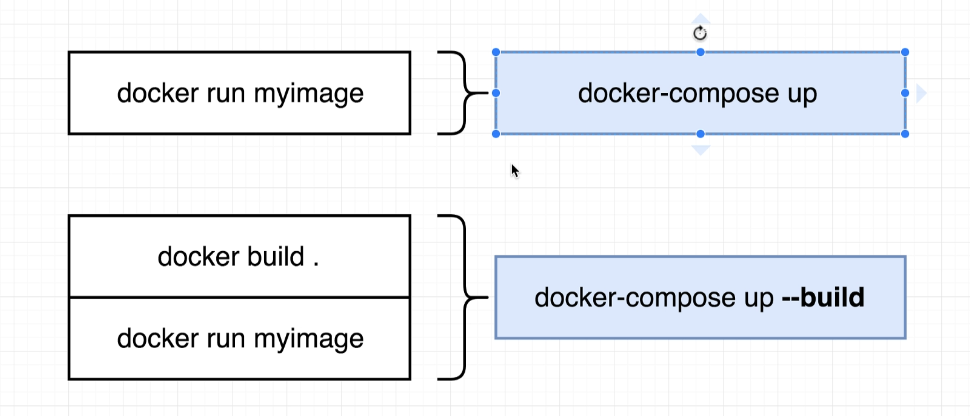 docker run myimage
docker-compose up
docker build .
docker run myimage
docker-compose up --build